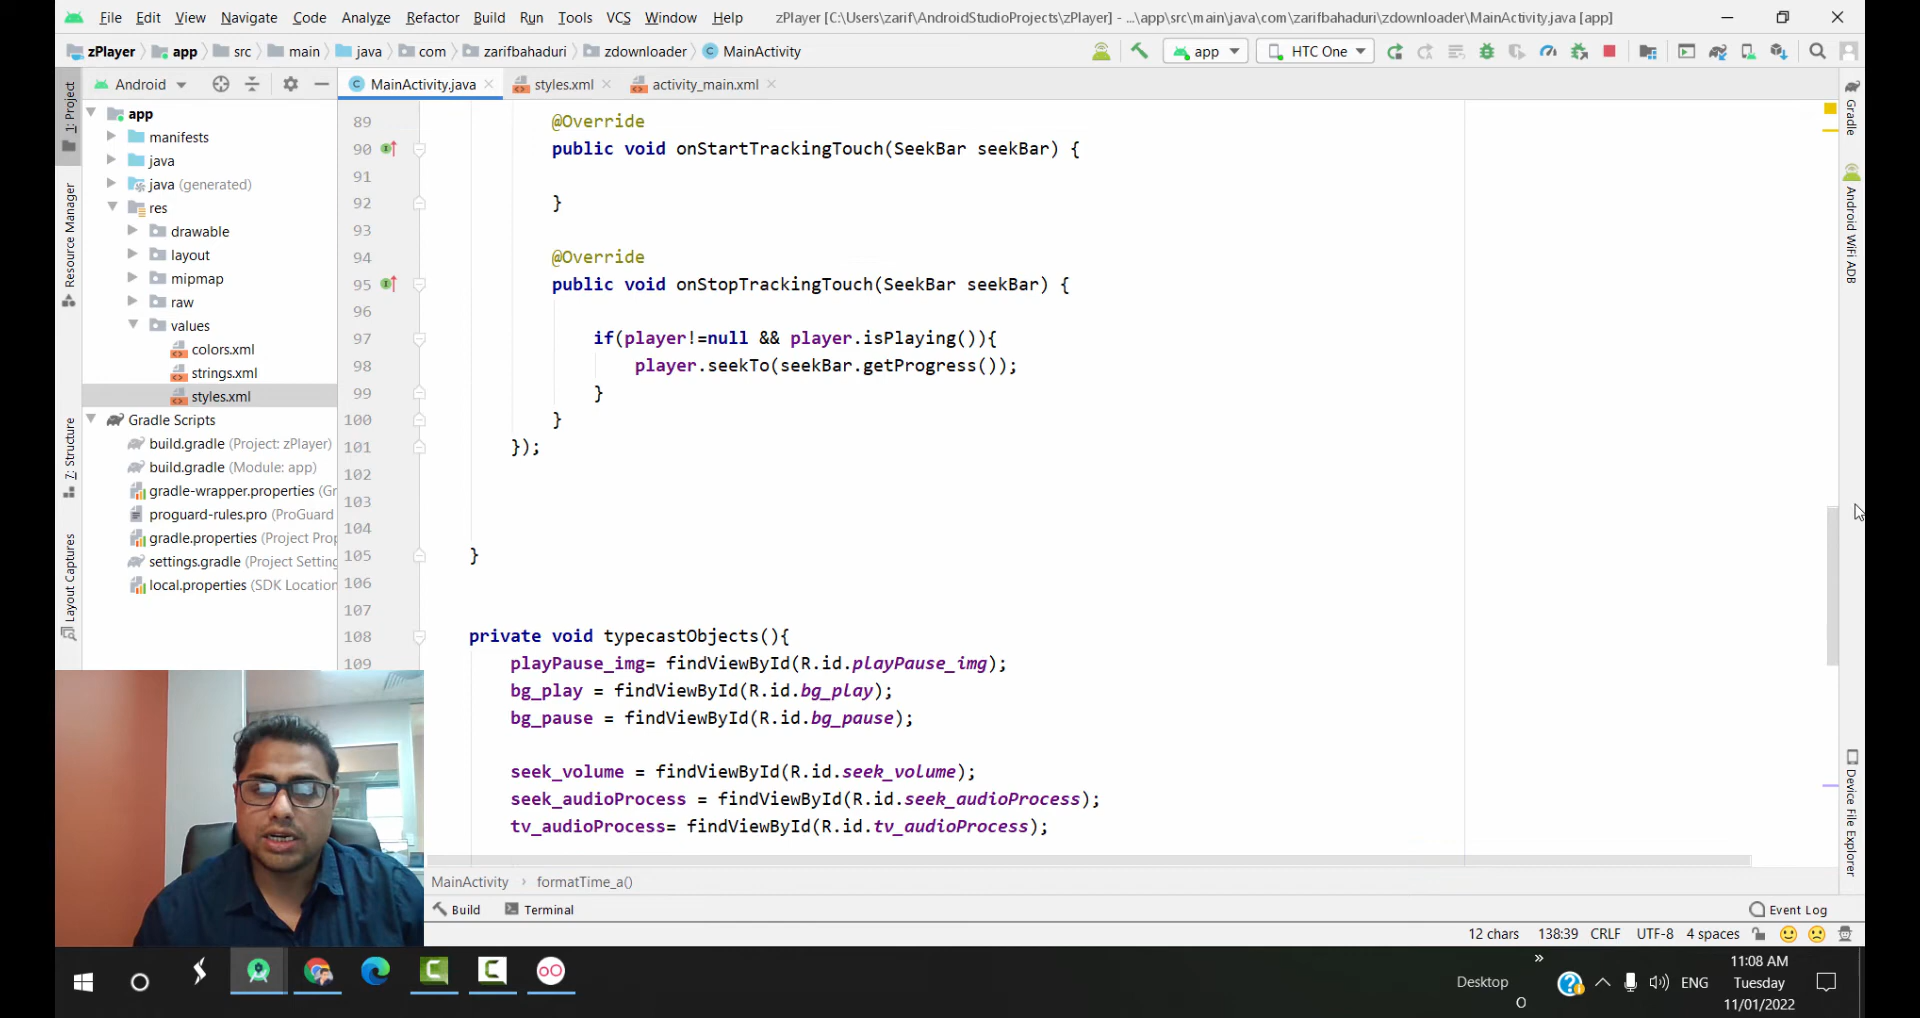 File Edit View Navigate Code Analyze Refactor Build Run Tools VCS Window Help zPlayer [C:\Users\zarif\AndroidStudioProjects\zPlayer] - ...\app\src\main\java\com\zarifbahaduri\zdownloader\MainActivity.java [app]
zPlayer app src main java com zarifbahaduri zdownloader MainActivity app HTC One
Android MainActivity.java styles.xml activity_main.xml
1: Project
Resource Manager
7: Structure
Layout Captures
app
manifests
java
java (generated)
res
drawable
layout
mipmap
raw
values
colors.xml
strings.xml
styles.xml
Gradle Scripts
build.gradle (Project: zPlayer)
build.gradle (Module: app)
gradle-wrapper.properties (Gr
proguard-rules.pro (ProGuard
gradle.properties (Project Prop
settings.gradle (Project Setting
local.properties (SDK Location
89 @Override
90 public void onStartTrackingTouch(SeekBar seekBar) {
91
92 }
93
94 @Override
95 public void onStopTrackingTouch(SeekBar seekBar) {
96
97 if(player!=null && player.isPlaying()){
98 player.seekTo(seekBar.getProgress());
99 }
100 }
101 });
102
103
104
105 }
106
107
108 private void typecastObjects(){
109 playPause_img= findViewById(R.id.playPause_img);
bg_play = findViewById(R.id.bg_play);
bg_pause = findViewById(R.id.bg_pause);
seek_volume = findViewById(R.id.seek_volume);
seek_audioProcess = findViewById(R.id.seek_audioProcess);
tv_audioProcess= findViewById(R.id.tv_audioProcess);
Gradle
Android WiFi ADB
Device File Explorer
MainActivity › formatTime_a()
Build Terminal Event Log
12 chars 138:39 CRLF UTF-8 4 spaces
Desktop
ENG
11:08 AM
Tuesday
11/01/2022